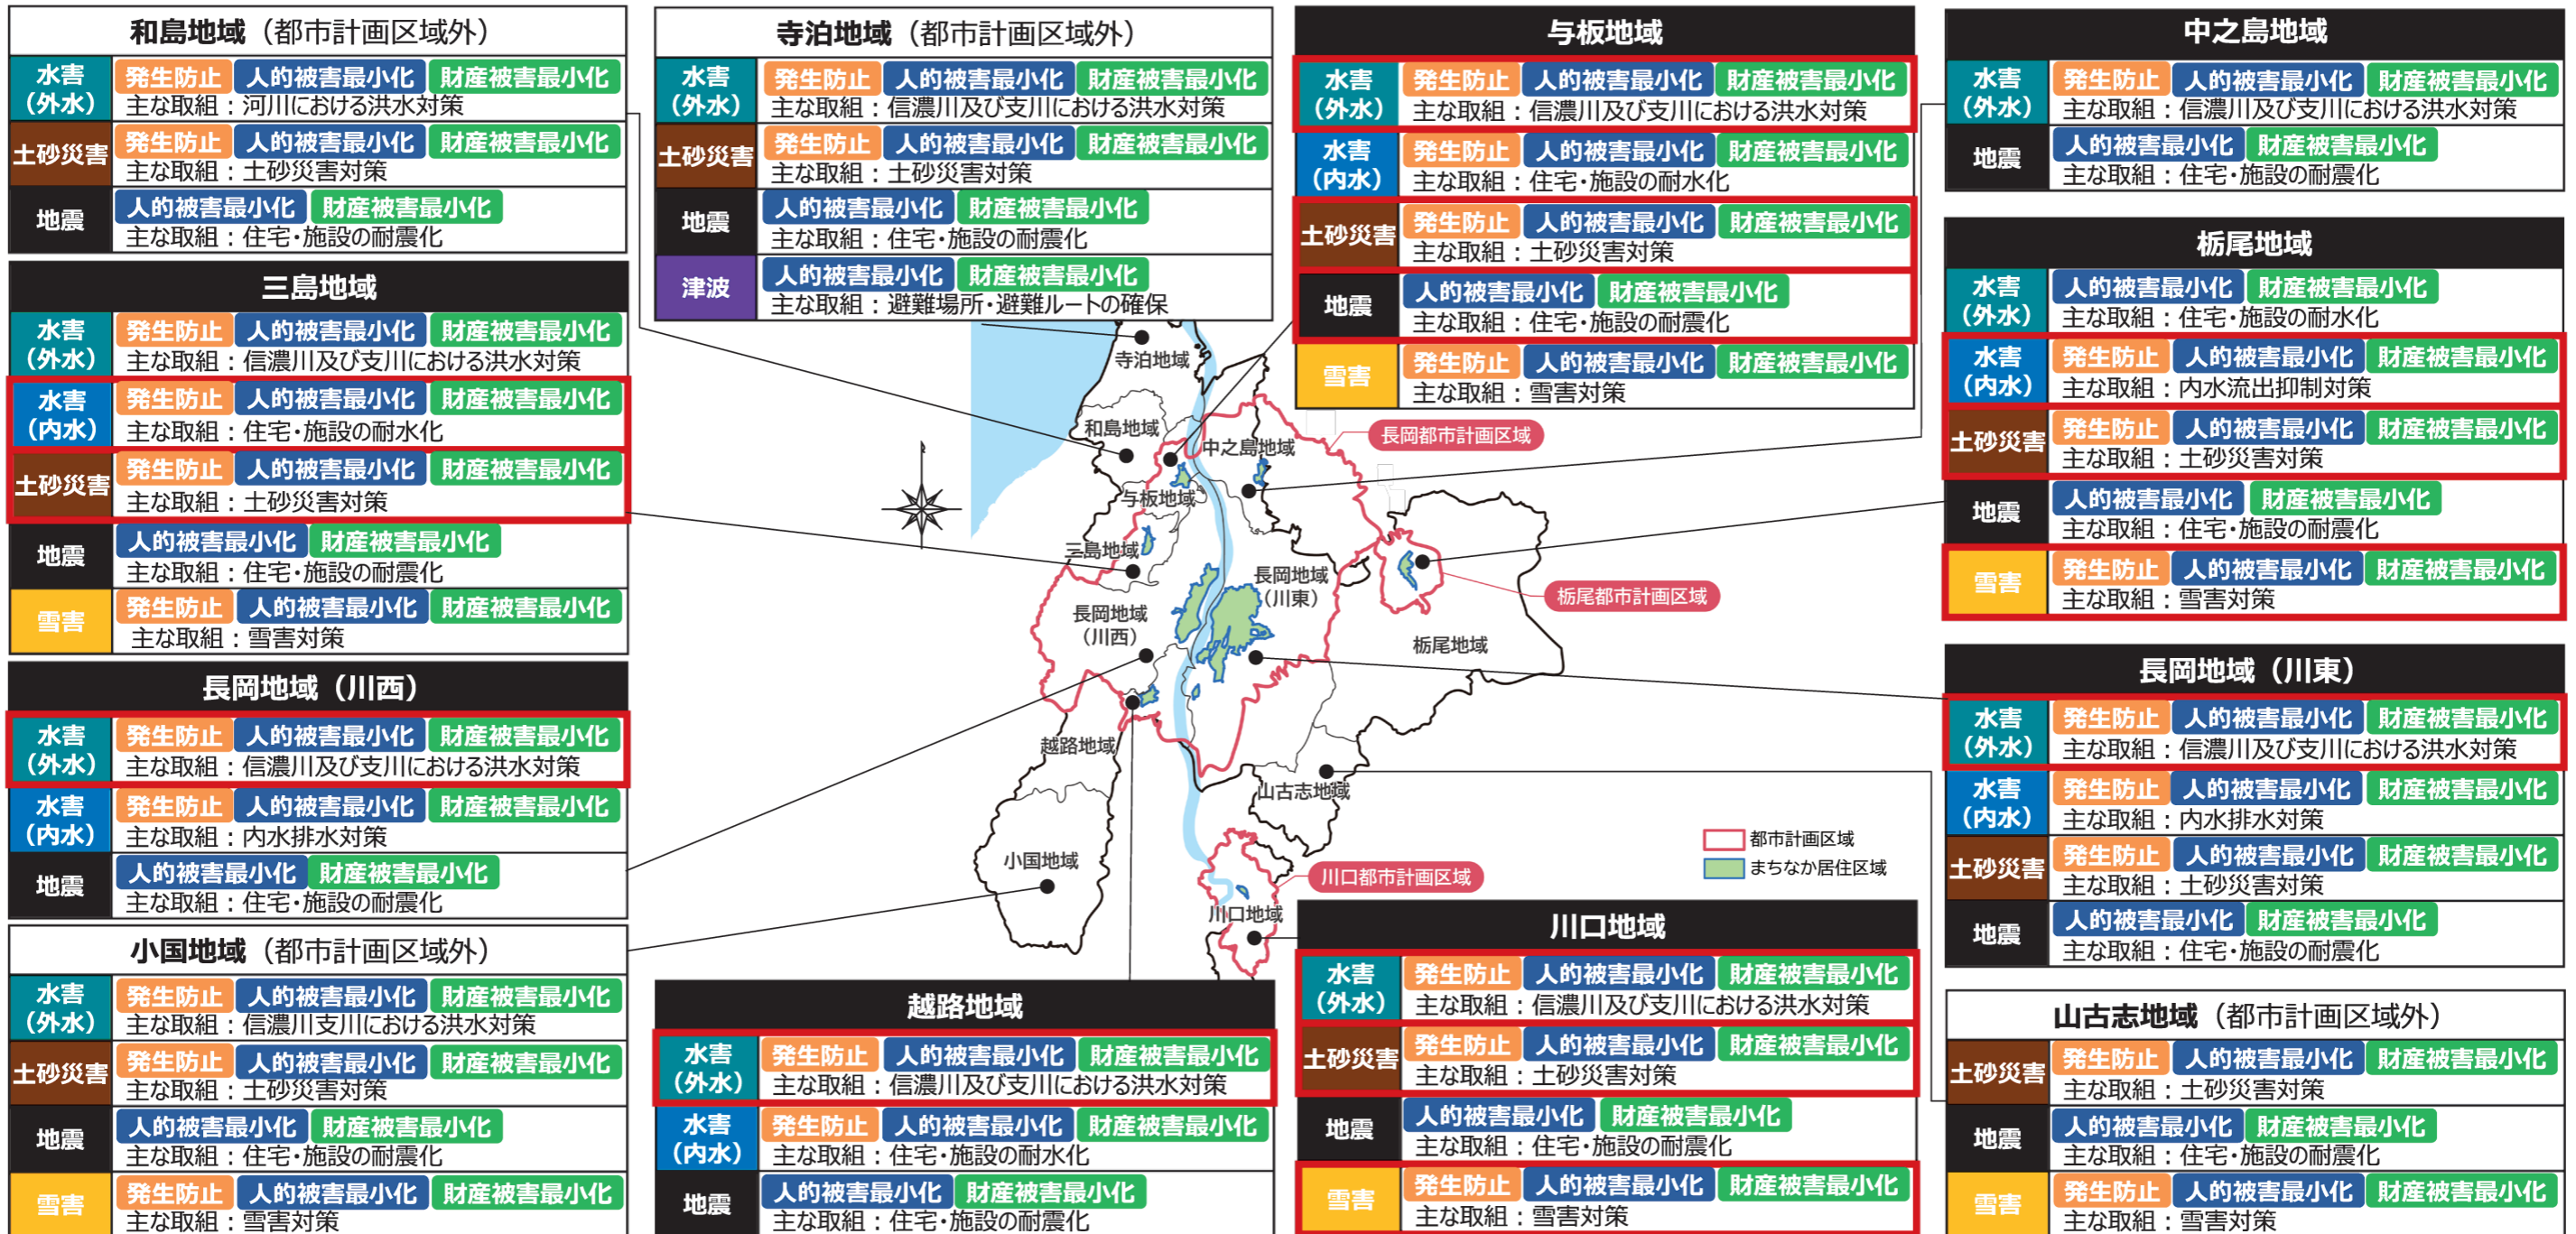 和島地域（都市計画区域外）
水害（外水） 発生防止 人的被害最小化 財産被害最小化
主な取組：河川における洪水対策
土砂災害 発生防止 人的被害最小化 財産被害最小化
主な取組：土砂災害対策
地震 人的被害最小化 財産被害最小化
主な取組：住宅・施設の耐震化
三島地域
水害（外水） 発生防止 人的被害最小化 財産被害最小化
主な取組：信濃川及び支川における洪水対策
水害（内水） 発生防止 人的被害最小化 財産被害最小化
主な取組：住宅・施設の耐水化
土砂災害 発生防止 人的被害最小化 財産被害最小化
主な取組：土砂災害対策
地震 人的被害最小化 財産被害最小化
主な取組：住宅・施設の耐震化
雪害 発生防止 人的被害最小化 財産被害最小化
主な取組：雪害対策
長岡地域（川西）
水害（外水） 発生防止 人的被害最小化 財産被害最小化
主な取組：信濃川及び支川における洪水対策
水害（内水） 発生防止 人的被害最小化 財産被害最小化
主な取組：内水排水対策
地震 人的被害最小化 財産被害最小化
主な取組：住宅・施設の耐震化
小国地域（都市計画区域外）
水害（外水） 発生防止 人的被害最小化 財産被害最小化
主な取組：信濃川支川における洪水対策
土砂災害 発生防止 人的被害最小化 財産被害最小化
主な取組：土砂災害対策
地震 人的被害最小化 財産被害最小化
主な取組：住宅・施設の耐震化
雪害 発生防止 人的被害最小化 財産被害最小化
主な取組：雪害対策
寺泊地域（都市計画区域外）
水害（外水） 発生防止 人的被害最小化 財産被害最小化
主な取組：信濃川及び支川における洪水対策
土砂災害 発生防止 人的被害最小化 財産被害最小化
主な取組：土砂災害対策
地震 人的被害最小化 財産被害最小化
主な取組：住宅・施設の耐震化
津波 人的被害最小化 財産被害最小化
主な取組：避難場所・避難ルートの確保
与板地域
水害（外水） 発生防止 人的被害最小化 財産被害最小化
主な取組：信濃川及び支川における洪水対策
水害（内水） 発生防止 人的被害最小化 財産被害最小化
主な取組：住宅・施設の耐水化
土砂災害 発生防止 人的被害最小化 財産被害最小化
主な取組：土砂災害対策
地震 人的被害最小化 財産被害最小化
主な取組：住宅・施設の耐震化
雪害 発生防止 人的被害最小化 財産被害最小化
主な取組：雪害対策
寺泊地域
和島地域
中之島地域
長岡都市計画区域
与板地域
三島地域
長岡地域
（川東）
栃尾都市計画区域
長岡地域
（川西）
栃尾地域
越路地域
山古志地域
都市計画区域
まちなか居住区域
小国地域
川口都市計画区域
川口地域
越路地域
水害（外水） 発生防止 人的被害最小化 財産被害最小化
主な取組：信濃川及び支川における洪水対策
水害（内水） 発生防止 人的被害最小化 財産被害最小化
主な取組：住宅・施設の耐水化
地震 人的被害最小化 財産被害最小化
主な取組：住宅・施設の耐震化
川口地域
水害（外水） 発生防止 人的被害最小化 財産被害最小化
主な取組：信濃川及び支川における洪水対策
土砂災害 発生防止 人的被害最小化 財産被害最小化
主な取組：土砂災害対策
地震 人的被害最小化 財産被害最小化
主な取組：住宅・施設の耐震化
雪害 発生防止 人的被害最小化 財産被害最小化
主な取組：雪害対策
中之島地域
水害（外水） 発生防止 人的被害最小化 財産被害最小化
主な取組：信濃川及び支川における洪水対策
地震 人的被害最小化 財産被害最小化
主な取組：住宅・施設の耐震化
栃尾地域
水害（外水） 人的被害最小化 財産被害最小化
主な取組：住宅・施設の耐水化
水害（内水） 発生防止 人的被害最小化 財産被害最小化
主な取組：内水流出抑制対策
土砂災害 発生防止 人的被害最小化 財産被害最小化
主な取組：土砂災害対策
地震 人的被害最小化 財産被害最小化
主な取組：住宅・施設の耐震化
雪害 発生防止 人的被害最小化 財産被害最小化
主な取組：雪害対策
長岡地域（川東）
水害（外水） 発生防止 人的被害最小化 財産被害最小化
主な取組：信濃川及び支川における洪水対策
水害（内水） 発生防止 人的被害最小化 財産被害最小化
主な取組：内水排水対策
土砂災害 発生防止 人的被害最小化 財産被害最小化
主な取組：土砂災害対策
地震 人的被害最小化 財産被害最小化
主な取組：住宅・施設の耐震化
山古志地域（都市計画区域外）
土砂災害 発生防止 人的被害最小化 財産被害最小化
主な取組：土砂災害対策
地震 人的被害最小化 財産被害最小化
主な取組：住宅・施設の耐震化
雪害 発生防止 人的被害最小化 財産被害最小化
主な取組：雪害対策